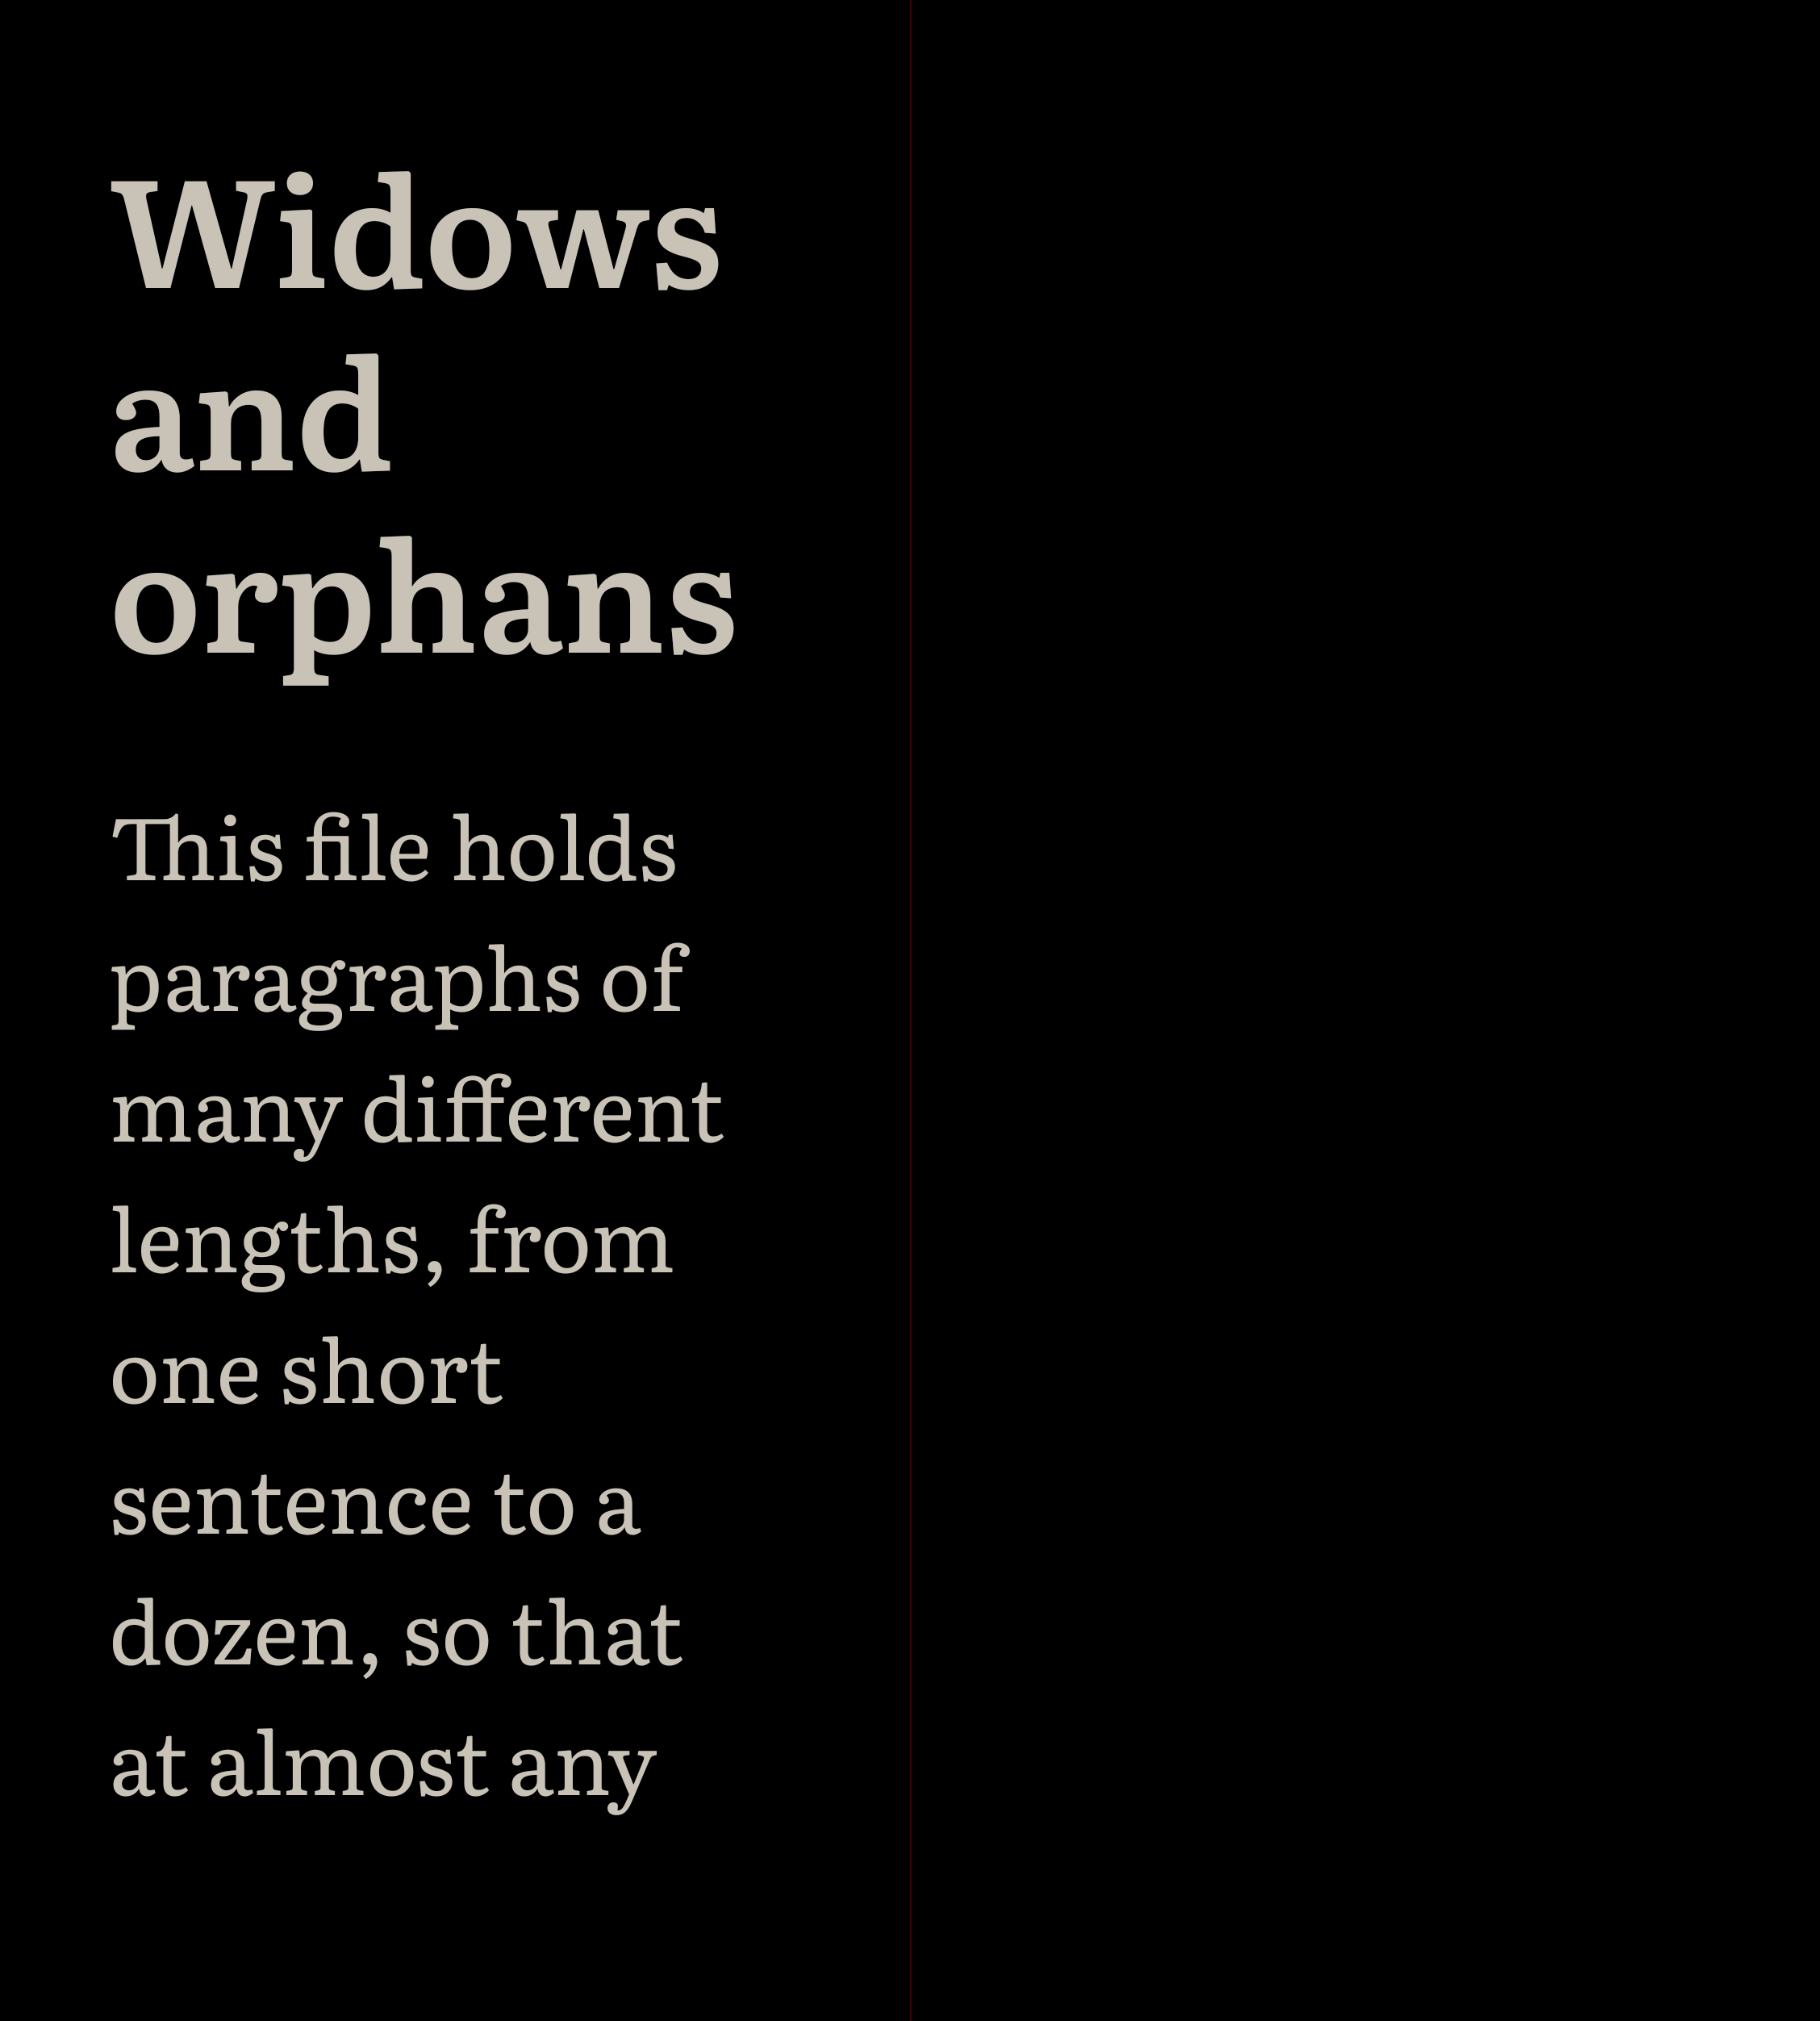 Widows
and
orphans
This file holds
paragraphs of
many different
lengths, from
one short
sentence to a
dozen, so that
at almost any